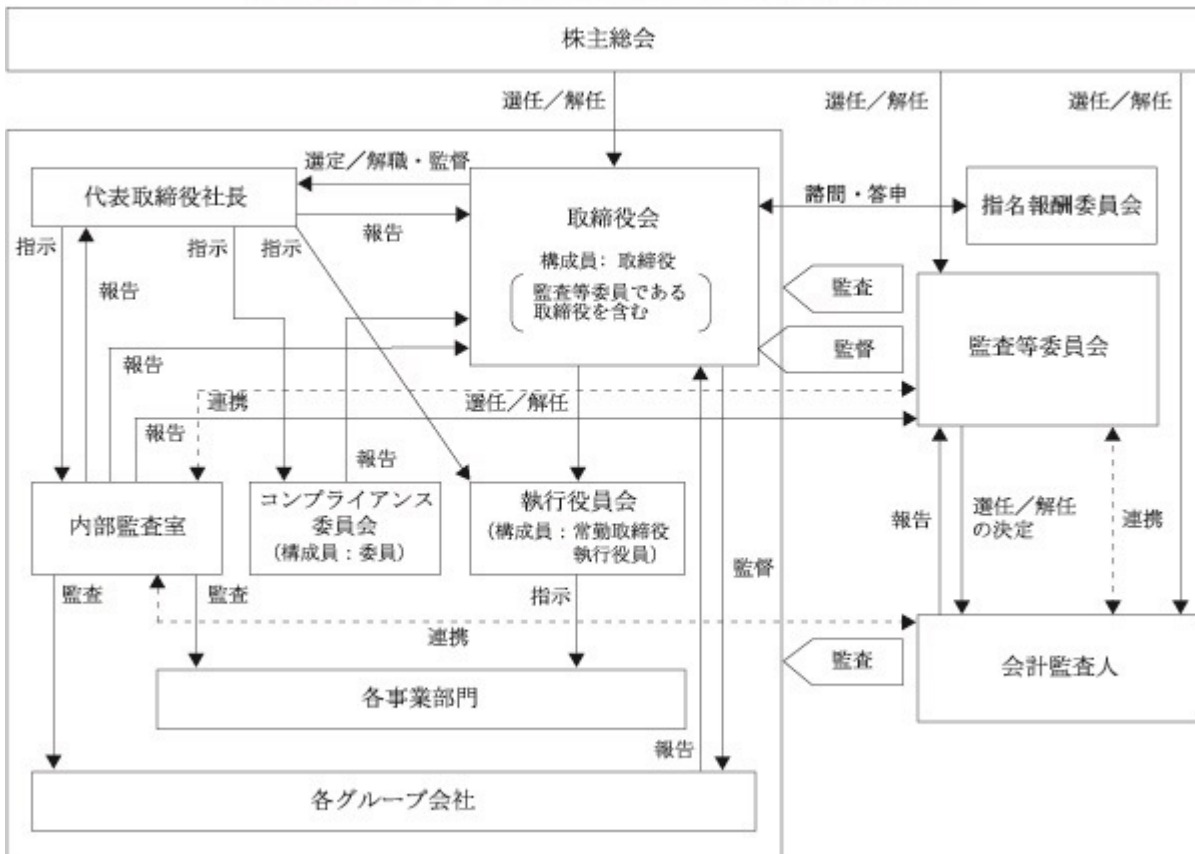 株主総会
選任／解任
選任／解任
選任／解任
選定／解職・監督
代表取締役社長
取締役会
諮問・答申
指名報酬委員会
指示
報告
指示
指示
報告
構成員：取締役
監査等委員である
取締役を含む
監査
監督
監査等委員会
報告
連携
選任／解任
報告
報告
内部監査室
コンプライアンス
委員会
（構成員：委員）
執行役員会
（構成員：常勤取締役
執行役員）
報告
選任／解任
の決定
連携
監査
監査
指示
監督
連携
監査
会計監査人
各事業部門
報告
各グループ会社